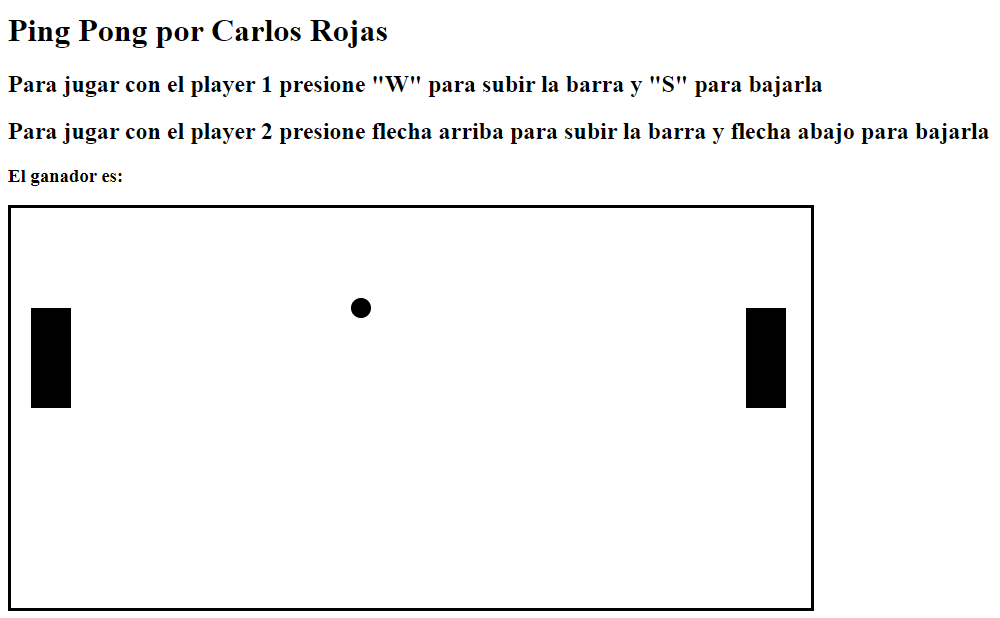 Ping Pong por Carlos Rojas
Para jugar con el player 1 presione "W" para subir la barra y "S" para bajarla
Para jugar con el player 2 presione flecha arriba para subir la barra y flecha abajo para bajarla
El ganador es: